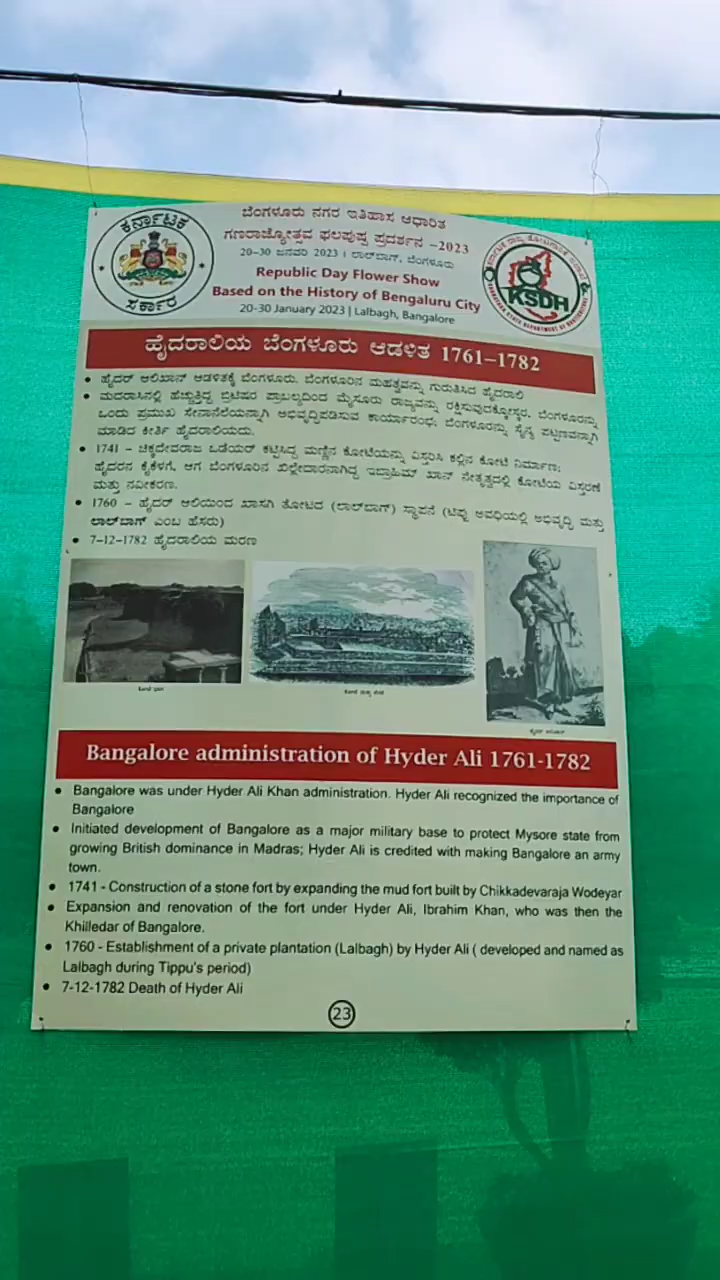 ಕರ್ನಾಟಕ
ಸರ್ಕಾರ
ಬೆಂಗಳೂರು ನಗರ ಇತಿಹಾಸ ಆಧಾರಿತ
ಗಣರಾಜ್ಯೋತ್ಸವ ಫಲಪುಷ್ಪ ಪ್ರದರ್ಶನ -2023
20-30 ಜನವರಿ 2023 | ಲಾಲ್‌ಬಾಗ್, ಬೆಂಗಳೂರು
Republic Day Flower Show
Based on the History of Bengaluru City
20-30 January 2023 | Lalbagh, Bangalore
KSDH
ಹೈದರಾಲಿಯ ಬೆಂಗಳೂರು ಆಡಳಿತ 1761-1782
• ಹೈದರ್ ಆಲಿಖಾನ್ ಆಡಳಿತಕ್ಕೆ ಬೆಂಗಳೂರು. ಬೆಂಗಳೂರಿನ ಮಹತ್ವವನ್ನು ಗುರುತಿಸಿದ ಹೈದರಾಲಿ
• ಮದರಾಸಿನಲ್ಲಿ ಹೆಚ್ಚುತ್ತಿದ್ದ ಬ್ರಿಟಿಷರ ಪ್ರಾಬಲ್ಯದಿಂದ ಮೈಸೂರು ರಾಜ್ಯವನ್ನು ರಕ್ಷಿಸುವುದಕ್ಕೋಸ್ಕರ, ಬೆಂಗಳೂರನ್ನು
ಒಂದು ಪ್ರಮುಖ ಸೇನಾನೆಲೆಯನ್ನಾಗಿ ಅಭಿವೃದ್ಧಿಪಡಿಸುವ ಕಾರ್ಯಾರಂಭ; ಬೆಂಗಳೂರನ್ನು ಸೈನ್ಯ ಪಟ್ಟಣವನ್ನಾಗಿ
ಮಾಡಿದ ಕೀರ್ತಿ ಹೈದರಾಲಿಯದು.
• 1741 – ಚಿಕ್ಕದೇವರಾಜ ಒಡೆಯರ್ ಕಟ್ಟಿಸಿದ್ದ ಮಣ್ಣಿನ ಕೋಟೆಯನ್ನು ವಿಸ್ತರಿಸಿ ಕಲ್ಲಿನ ಕೋಟೆ ನಿರ್ಮಾಣ;
ಹೈದರನ ಕೈಕೆಳಗೆ, ಆಗ ಬೆಂಗಳೂರಿನ ಖಿಲ್ಲೇದಾರನಾಗಿದ್ದ ಇಬ್ರಾಹಿಮ್ ಖಾನ್ ನೇತೃತ್ವದಲ್ಲಿ ಕೋಟೆಯ ವಿಸ್ತರಣೆ
ಮತ್ತು ನವೀಕರಣ.
• 1760 – ಹೈದರ್ ಆಲಿಯಿಂದ ಖಾಸಗಿ ತೋಟದ (ಲಾಲ್‌ಬಾಗ್) ಸ್ಥಾಪನೆ (ಟಿಪ್ಪು ಅವಧಿಯಲ್ಲಿ ಅಭಿವೃದ್ಧಿ ಮತ್ತು
ಲಾಲ್‌ಬಾಗ್ ಎಂಬ ಹೆಸರು)
• 7-12-1782 ಹೈದರಾಲಿಯ ಮರಣ
Bangalore administration of Hyder Ali 1761-1782
• Bangalore was under Hyder Ali Khan administration. Hyder Ali recognized the importance of
Bangalore
• Initiated development of Bangalore as a major military base to protect Mysore state from
growing British dominance in Madras; Hyder Ali is credited with making Bangalore an army
town.
• 1741 - Construction of a stone fort by expanding the mud fort built by Chikkadevaraja Wodeyar
• Expansion and renovation of the fort under Hyder Ali, Ibrahim Khan, who was then the
Khilledar of Bangalore.
• 1760 - Establishment of a private plantation (Lalbagh) by Hyder Ali ( developed and named as
Lalbagh during Tippu's period)
• 7-12-1782 Death of Hyder Ali
23